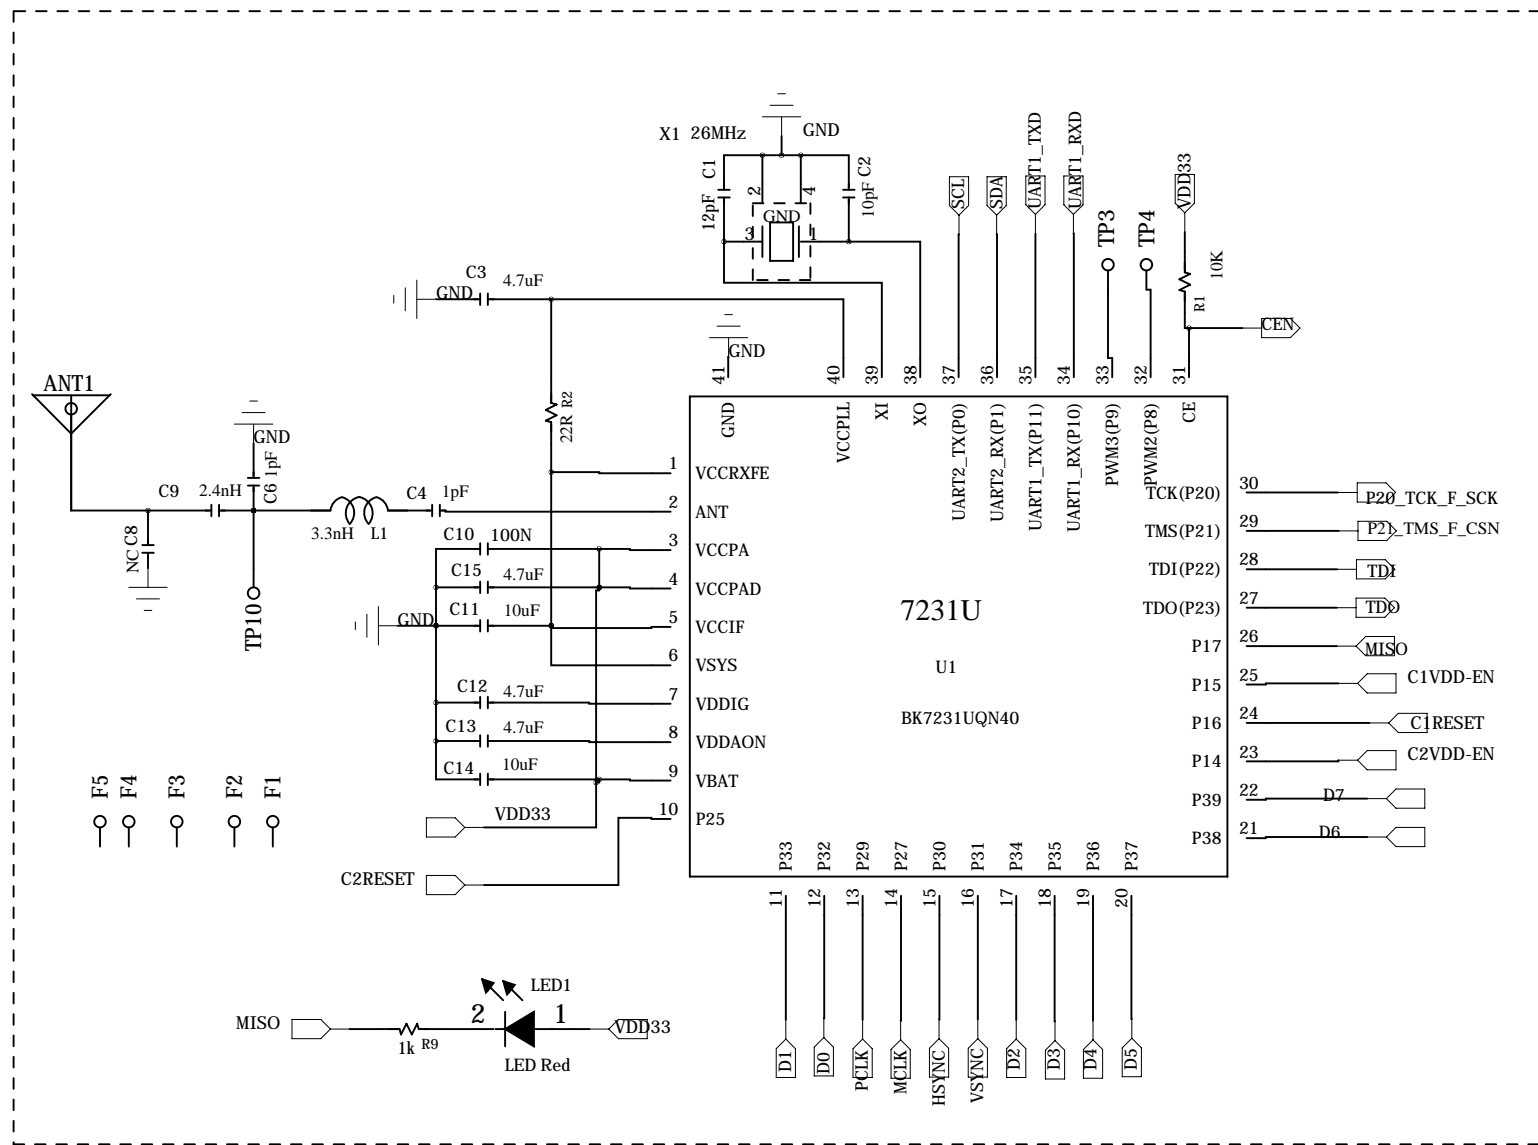 X1 26MHz
GND
C1
12pF
2
4
10pF C2
GND
3
1
SCL
SDA
UART1_TXD
UART1_RXD
TP3
TP4
VDD33
10K
R1
CEN
C3
4.7uF
GND
GND
22R R2
41
40
39
38
37
36
35
34
33
32
31
GND
VCCPLL
XI
XO
UART2_TX(P0)
UART2_RX(P1)
UART1_TX(P11)
UART1_RX(P10)
PWM3(P9)
PWM2(P8)
CE
ANT1
GND
C6 1pF
C9
2.4nH
NC C8
TP10
3.3nH
L1
C4
1pF
C10
100N
C15
4.7uF
C11
10uF
GND
C12
4.7uF
C13
4.7uF
C14
10uF
VDD33
C2RESET
1 VCCRXFE
2 ANT
3 VCCPA
4 VCCPAD
5 VCCIF
6 VSYS
7 VDDIG
8 VDDAON
9 VBAT
10 P25
7231U
U1
BK7231UQN40
TCK(P20) 30 P20_TCK_F_SCK
TMS(P21) 29 P21_TMS_F_CSN
TDI(P22) 28 TDI
TDO(P23) 27 TDO
P17 26 MISO
P15 25 C1VDD-EN
P16 24 C1RESET
P14 23 C2VDD-EN
P39 22 D7
P38 21 D6
F5
F4
F3
F2
F1
P33
P32
P29
P27
P30
P31
P34
P35
P36
P37
11
12
13
14
15
16
17
18
19
20
D1
D0
PCLK
MCLK
HSYNC
VSYNC
D2
D3
D4
D5
LED1
MISO
1k R9
2
1
VDD33
LED Red